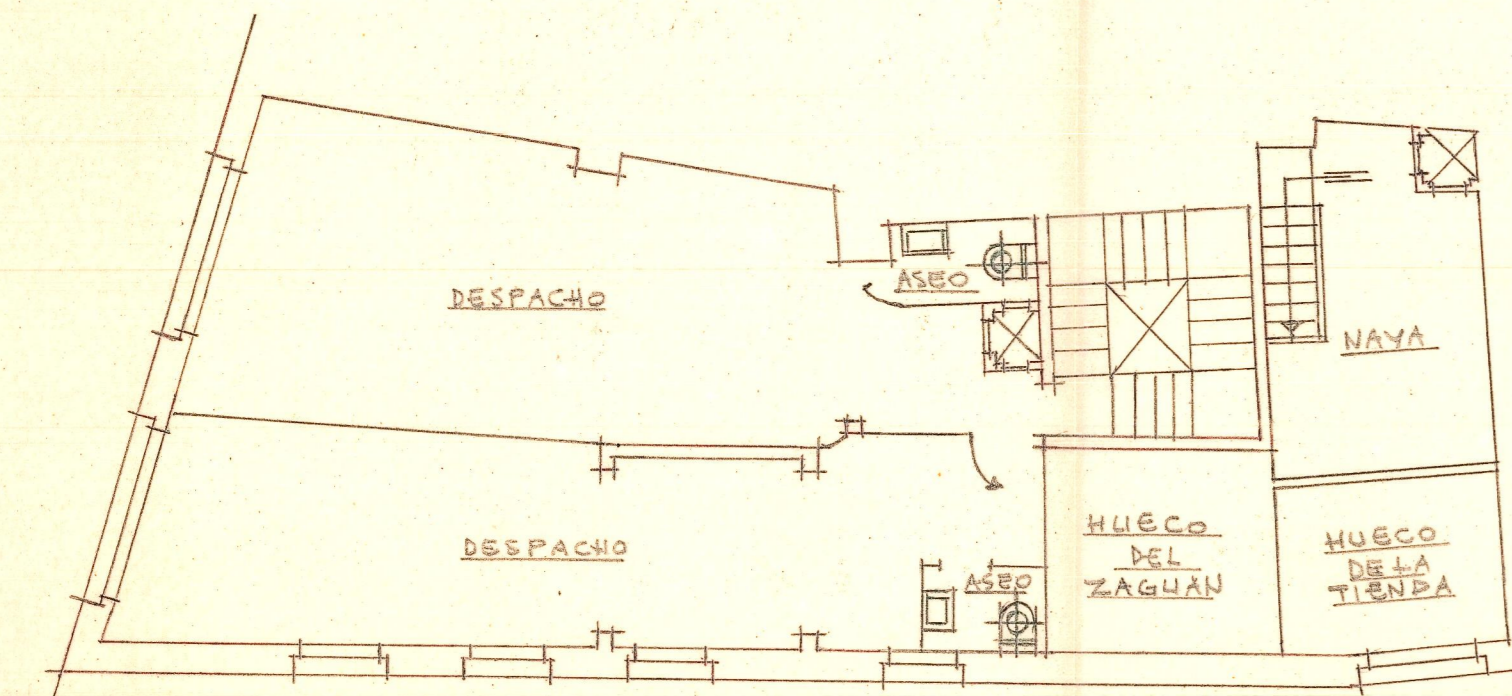 DESPACHO
ASEO
NAYA
DESPACHO
ASEO
HUECO
DEL
ZAGUAN
HUECO
DE LA
TIENDA